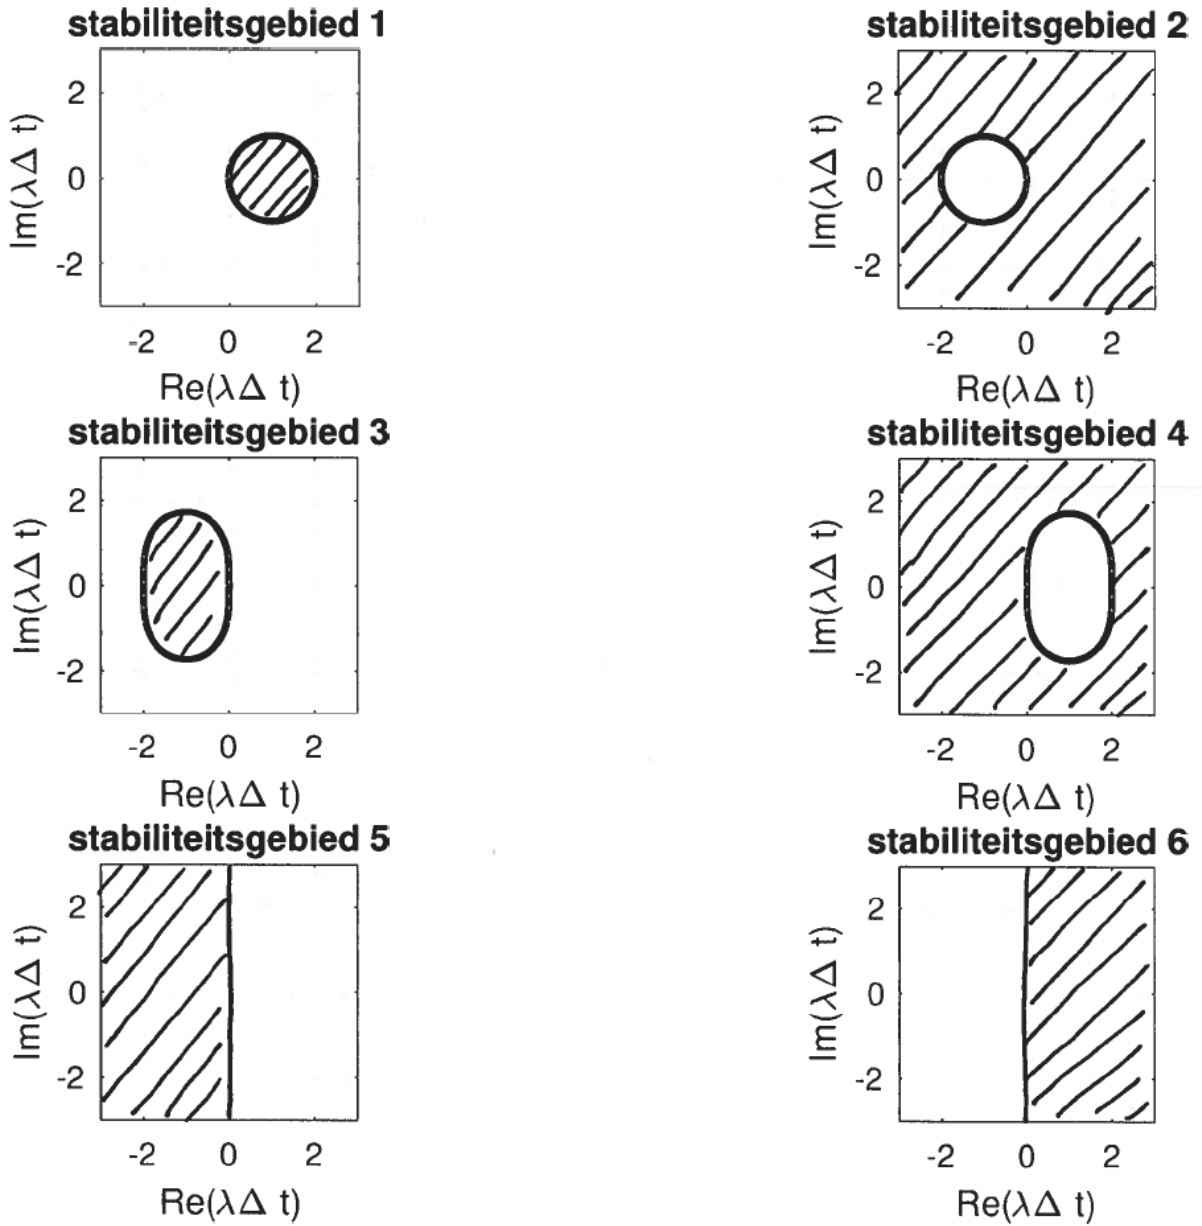 stabiliteitsgebied 1
2
0
-2
Im(λΔ t)
-2 0 2
Re(λΔ t)
stabiliteitsgebied 2
2
0
-2
Im(λΔ t)
-2 0 2
Re(λΔ t)
stabiliteitsgebied 3
2
0
-2
Im(λΔ t)
-2 0 2
Re(λΔ t)
stabiliteitsgebied 4
2
0
-2
Im(λΔ t)
-2 0 2
Re(λΔ t)
stabiliteitsgebied 5
2
0
-2
Im(λΔ t)
-2 0 2
Re(λΔ t)
stabiliteitsgebied 6
2
0
-2
Im(λΔ t)
-2 0 2
Re(λΔ t)